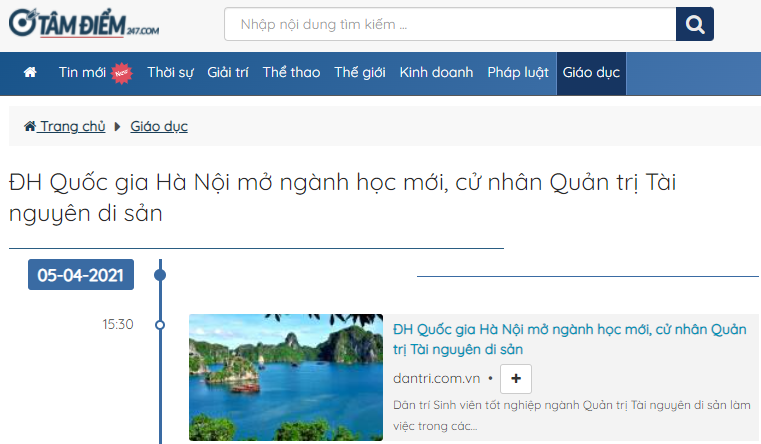 TÂM ĐIỂM 247.COM
Nhập nội dung tìm kiếm ...
Tin mới New Thời sự Giải trí Thể thao Thế giới Kinh doanh Pháp luật Giáo dục
Trang chủ Giáo dục
ĐH Quốc gia Hà Nội mở ngành học mới, cử nhân Quản trị Tài
nguyên di sản
05-04-2021
15:30
ĐH Quốc gia Hà Nội mở ngành học mới, cử nhân Quản
trị Tài nguyên di sản
dantri.com.vn • +
Dân trí Sinh viên tốt nghiệp ngành Quản trị Tài nguyên di sản làm
việc trong các...